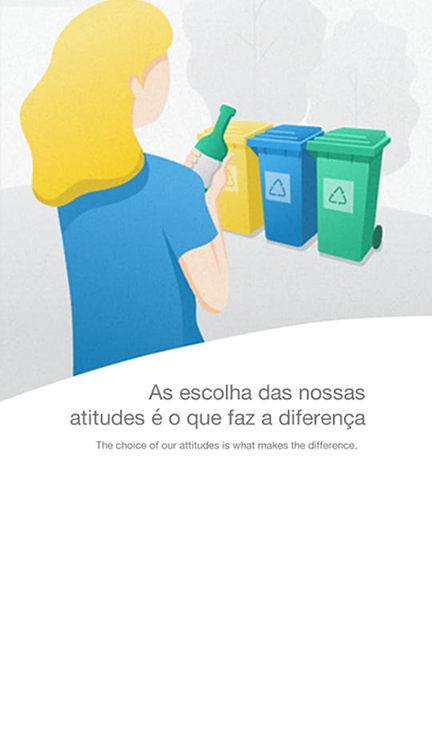 As escolha das nossas
atitudes é o que faz a diferença
The choice of our attitudes is what makes the difference.